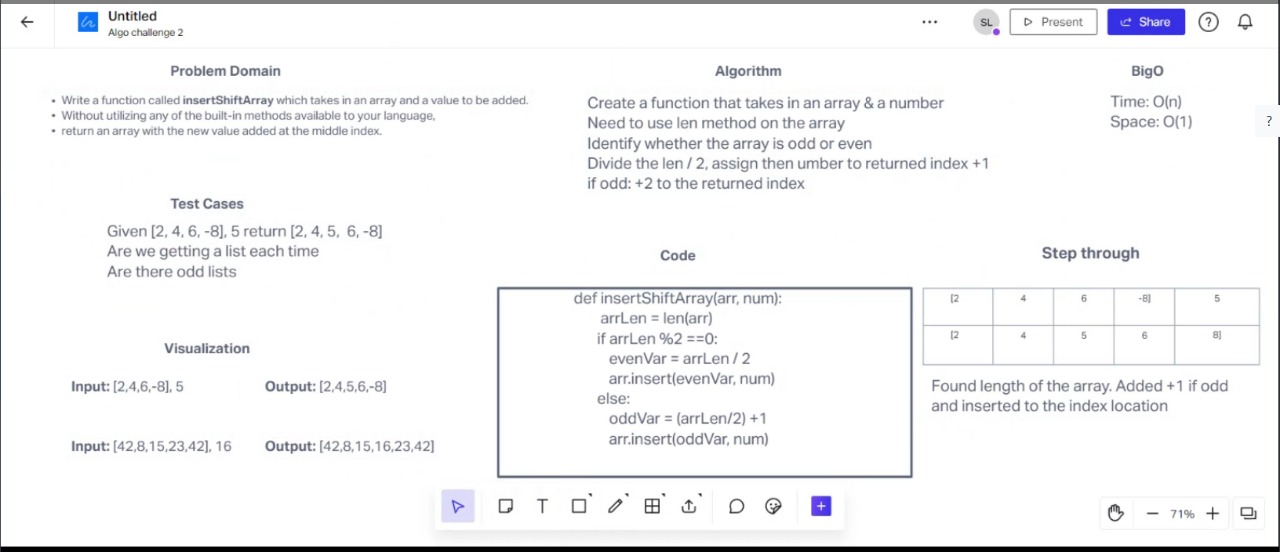 Untitled
Algo challenge 2
SL
Present
Share
?
Problem Domain
• Write a function called insertShiftArray which takes in an array and a value to be added.
• Without utilizing any of the built-in methods available to your language,
• return an array with the new value added at the middle index.
Test Cases
Given [2, 4, 6, -8], 5 return [2, 4, 5, 6, -8]
Are we getting a list each time
Are there odd lists
Visualization
Input: [2,4,6,-8], 5 Output: [2,4,5,6,-8]
Input: [42,8,15,23,42], 16 Output: [42,8,15,16,23,42]
Algorithm
Create a function that takes in an array & a number
Need to use len method on the array
Identify whether the array is odd or even
Divide the len / 2, assign then umber to returned index +1
if odd: +2 to the returned index
Code
def insertShiftArray(arr, num):
arrLen = len(arr)
if arrLen %2 ==0:
evenVar = arrLen / 2
arr.insert(evenVar, num)
else:
oddVar = (arrLen/2) +1
arr.insert(oddVar, num)
BigO
Time: O(n)
Space: O(1)
?
Step through
[2 4 6 -8] 5
[2 4 5 6 8]
Found length of the array. Added +1 if odd
and inserted to the index location
T
71%